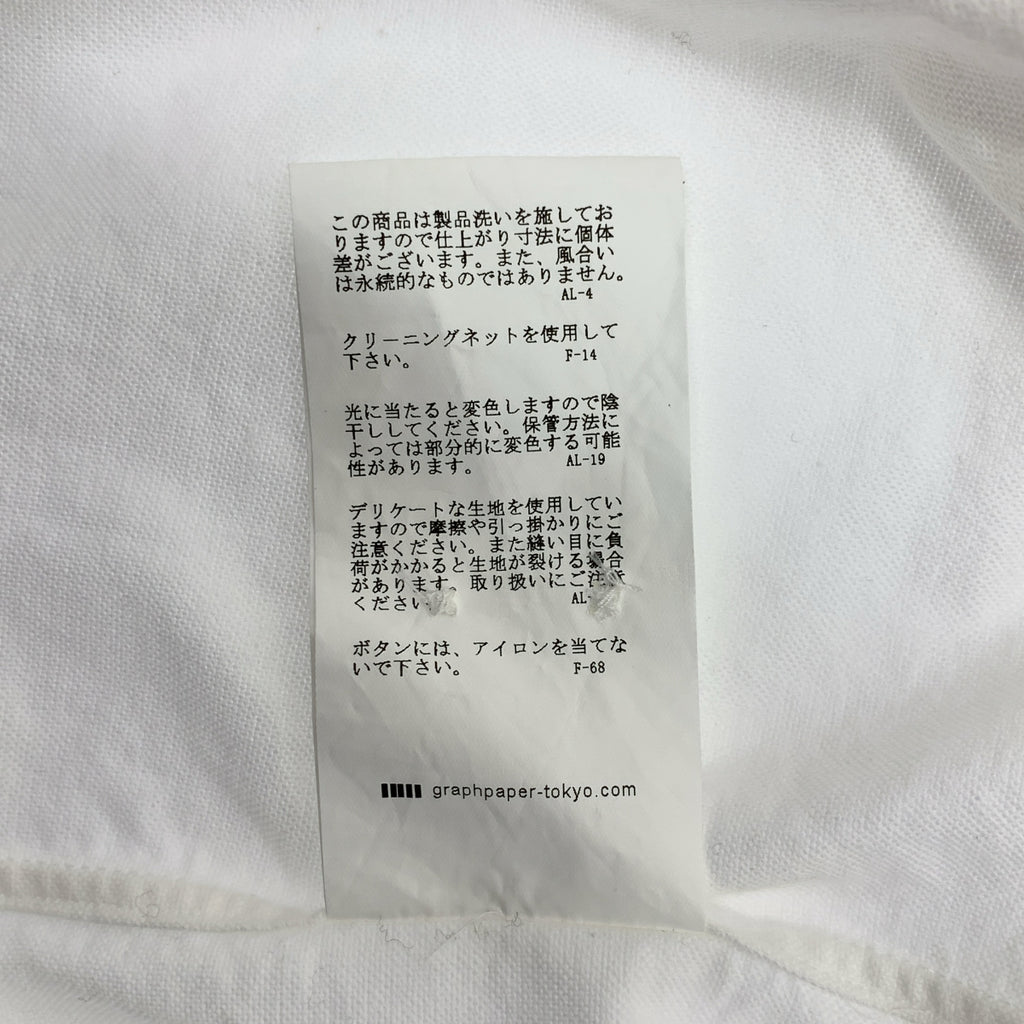 この商品は製品洗いを施してお
りますので仕上がり寸法に個体
差がございます。また、風合い
は永続的なものではありません。
AL-4
クリーニングネットを使用して
下さい。 F-14
光に当たると変色しますので陰
干ししてください。保管方法に
よっては部分的に変色する可能
性があります。 AL-19
デリケートな生地を使用してい
ますので摩擦や引っ掛かりにご
注意ください。また縫い目に負
荷がかかると生地が裂ける場合
があります。取り扱いにご注意
ください AL-
ボタンには、アイロンを当てな
いで下さい。 F-68
graphpaper-tokyo.com